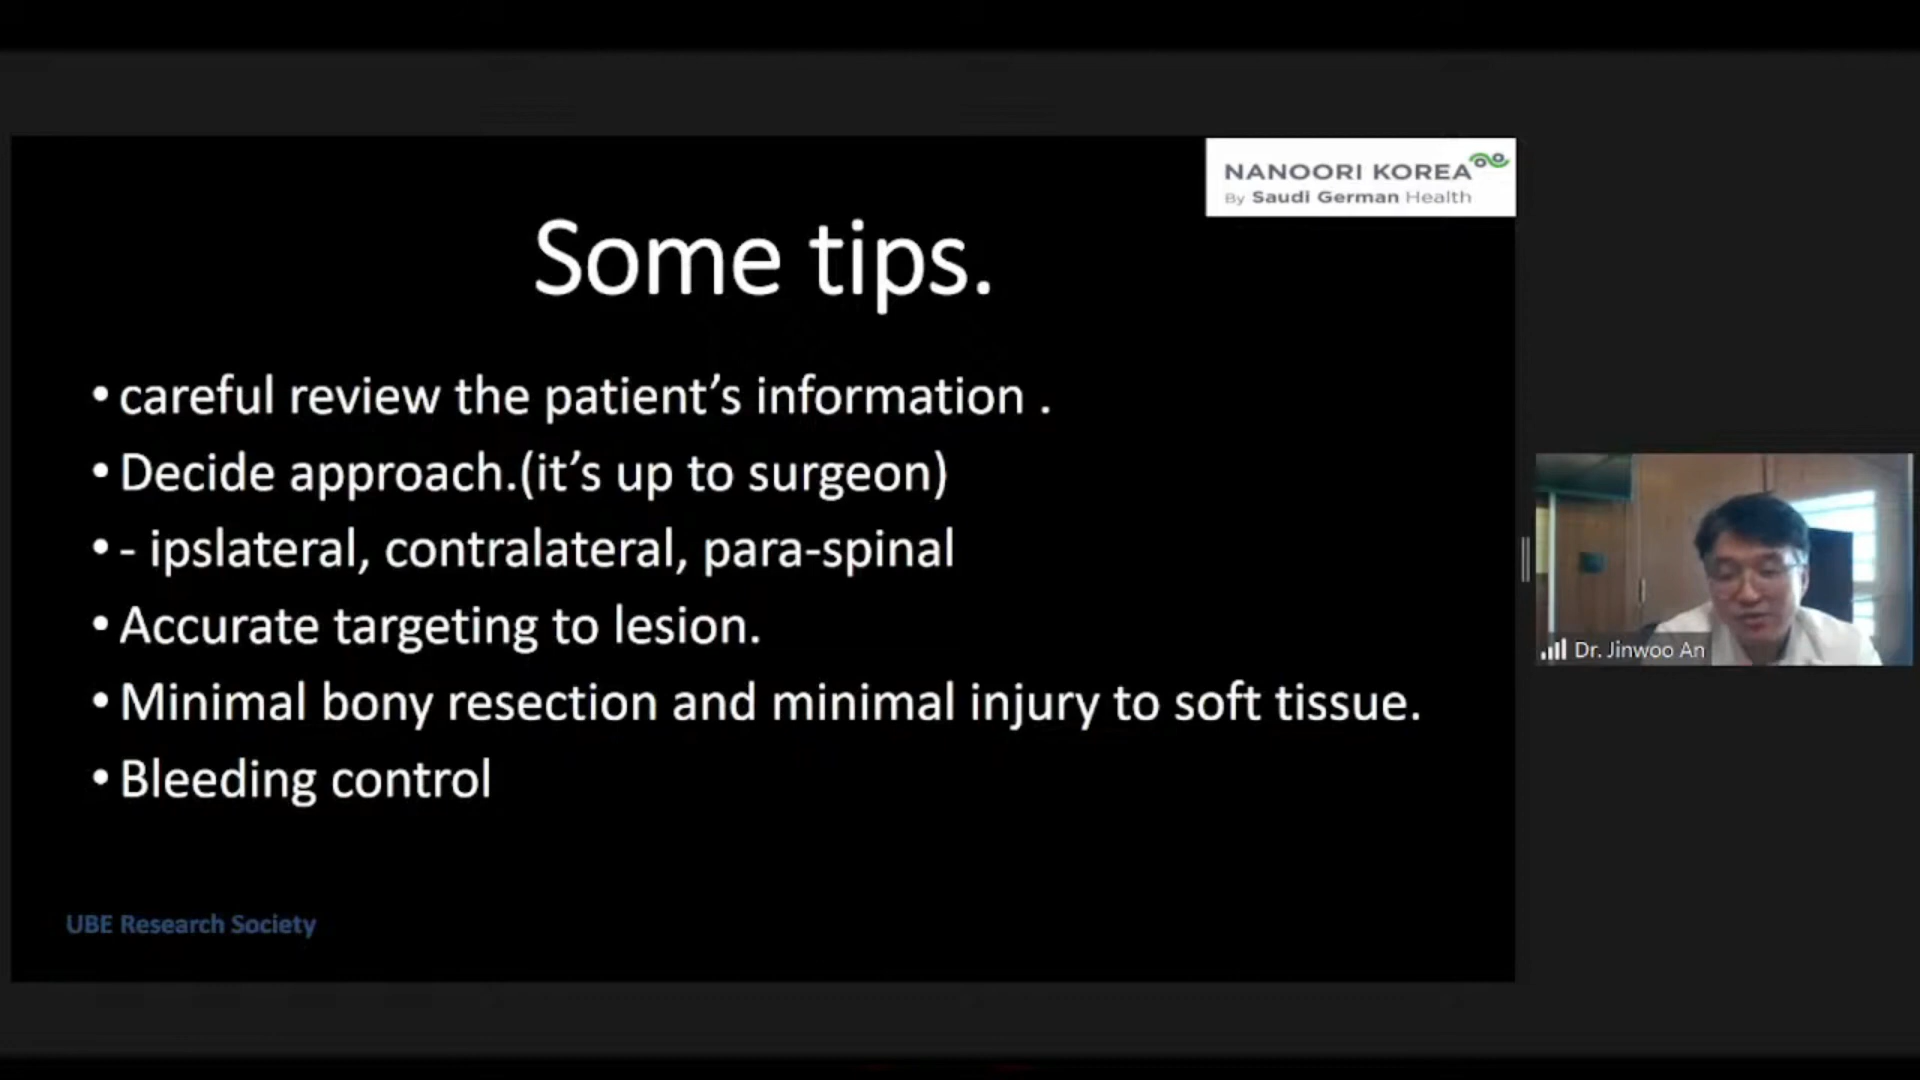 NANOORI KOREA
By Saudi German Health
Some tips.
• careful review the patient's information .
• Decide approach.(it's up to surgeon)
• - ipslateral, contralateral, para-spinal
• Accurate targeting to lesion.
• Minimal bony resection and minimal injury to soft tissue.
• Bleeding control
UBE Research Society
Dr. Jinwoo An